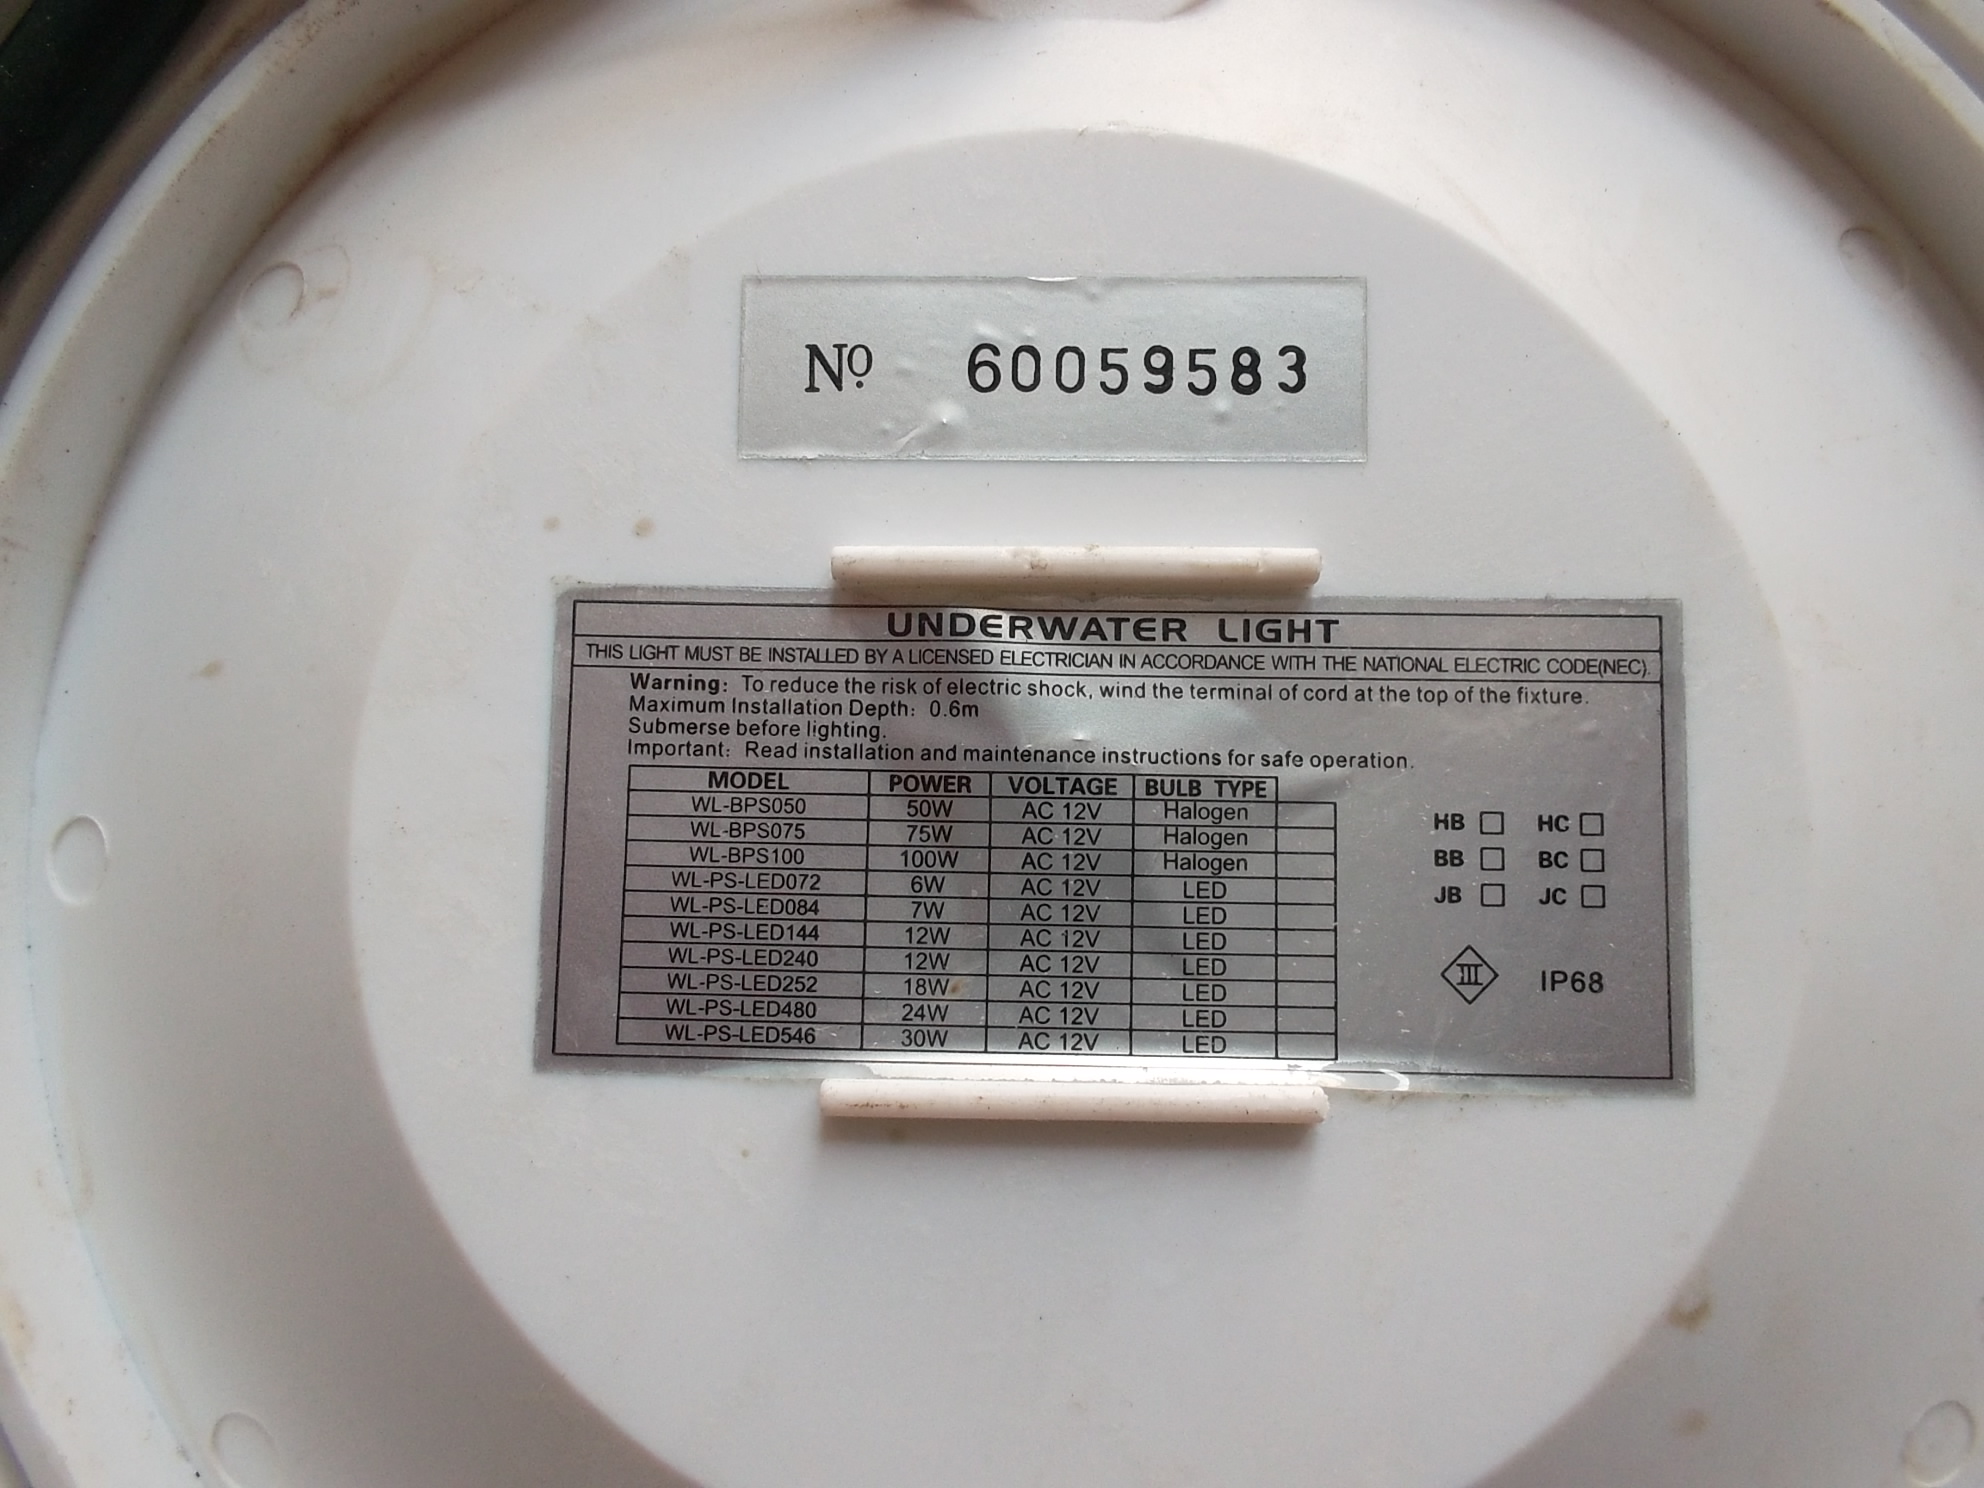 Nº 60059583
UNDERWATER LIGHT
THIS LIGHT MUST BE INSTALLED BY A LICENSED ELECTRICIAN IN ACCORDANCE WITH THE NATIONAL ELECTRIC CODE(NEC).
Warning: To reduce the risk of electric shock, wind the terminal of cord at the top of the fixture.
Maximum Installation Depth: 0.6m
Submerse before lighting.
Important: Read installation and maintenance instructions for safe operation.
MODEL POWER VOLTAGE BULB TYPE
WL-BPS050 50W AC 12V Halogen
WL-BPS075 75W AC 12V Halogen
WL-BPS100 100W AC 12V Halogen
WL-PS-LED072 6W AC 12V LED
WL-PS-LED084 7W AC 12V LED
WL-PS-LED144 12W AC 12V LED
WL-PS-LED240 12W AC 12V LED
WL-PS-LED252 18W AC 12V LED
WL-PS-LED480 24W AC 12V LED
WL-PS-LED546 30W AC 12V LED
HB □ HC □
BB □ BC □
JB □ JC □
III IP68